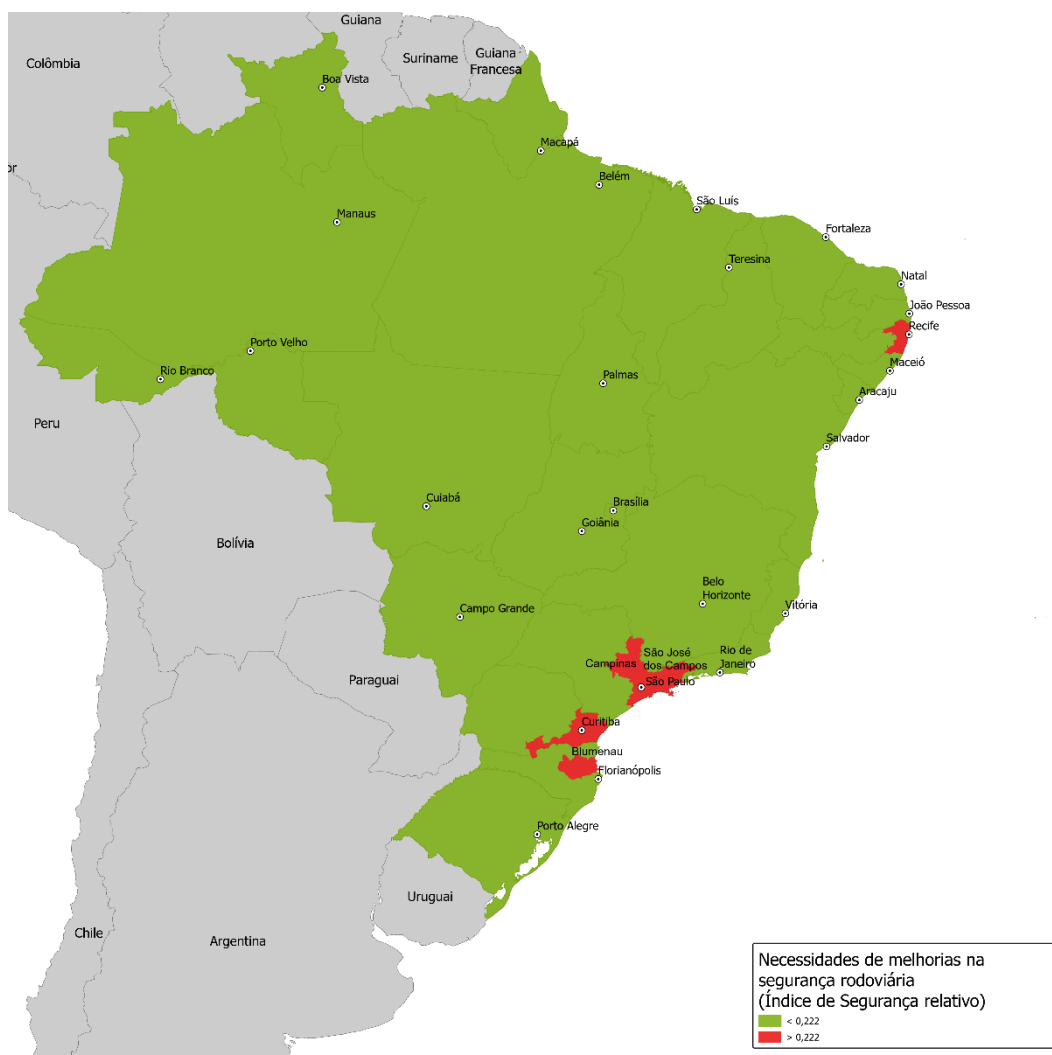 Guiana
Suriname
Guiana
Francesa
Colômbia
Boa Vista
Macapá
Belém
São Luís
Manaus
Fortaleza
Teresina
Natal
João Pessoa
Recife
Porto Velho
Maceió
Rio Branco
Palmas
Aracaju
Peru
Salvador
Cuiabá
Brasília
Goiânia
Bolívia
Belo
Horizonte
Vitória
Campo Grande
São José
dos Campos
Rio de
Janeiro
Campinas
Paraguai
São Paulo
Curitiba
Blumenau
Florianópolis
Porto Alegre
Uruguai
Chile
Argentina
Necessidades de melhorias na
segurança rodoviária
(Índice de Segurança relativo)
< 0,222
> 0,222